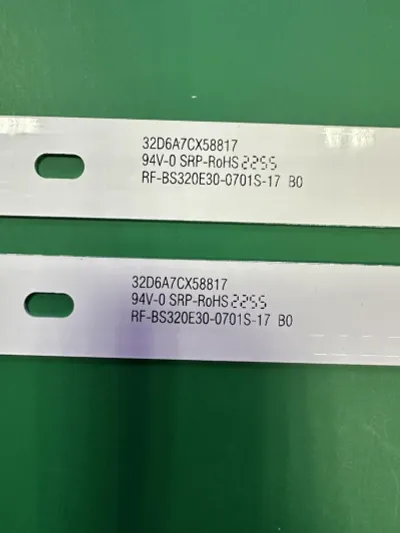 32D6A7CX58817
94V-0 SRP-RoHS 2255
RF-BS320E30-0701S-17 B0
32D6A7CX58817
94V-0 SRP-RoHS 2255
RF-BS320E30-0701S-17 B0